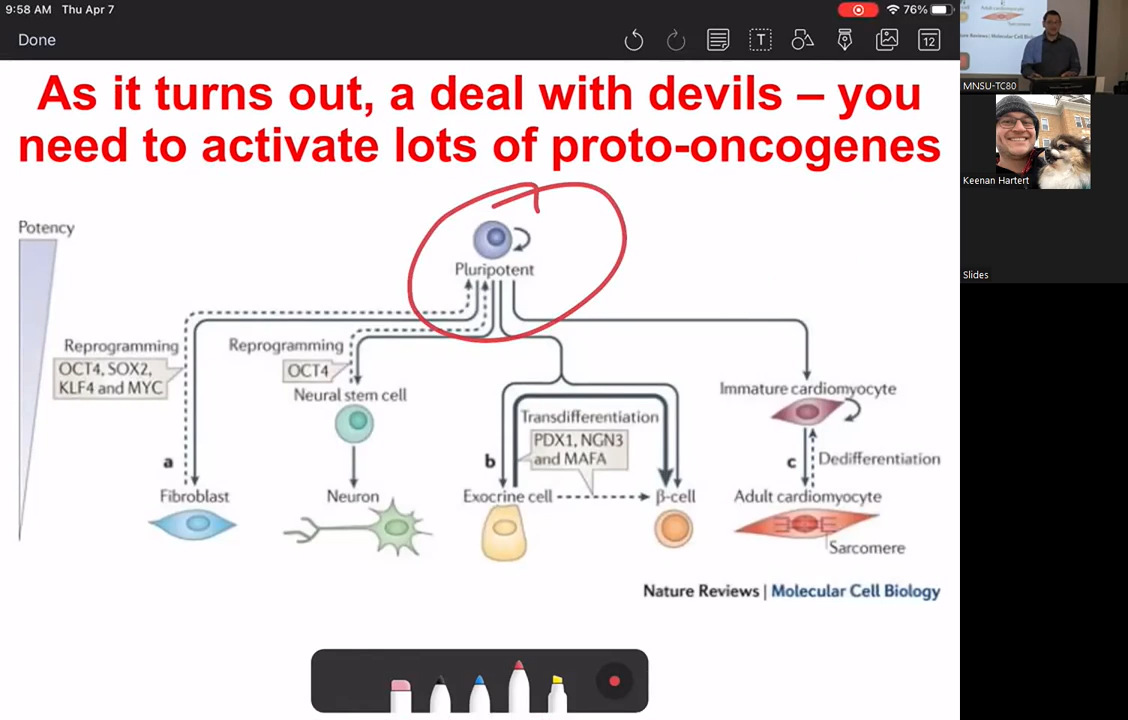 9:58 AM Thu Apr 7
76%
Done
12
As it turns out, a deal with devils – you
need to activate lots of proto-oncogenes
Potency
Pluripotent
Reprogramming
OCT4, SOX2,
KLF4 and MYC
Reprogramming
OCT4
Neural stem cell
Immature cardiomyocyte
Transdifferentiation
PDX1, NGN3
and MAFA
a
b
c
Dedifferentiation
Fibroblast
Neuron
Exocrine cell
β-cell
Adult cardiomyocyte
Sarcomere
Nature Reviews | Molecular Cell Biology
MNSU-TC80
Keenan Hartert
Slides